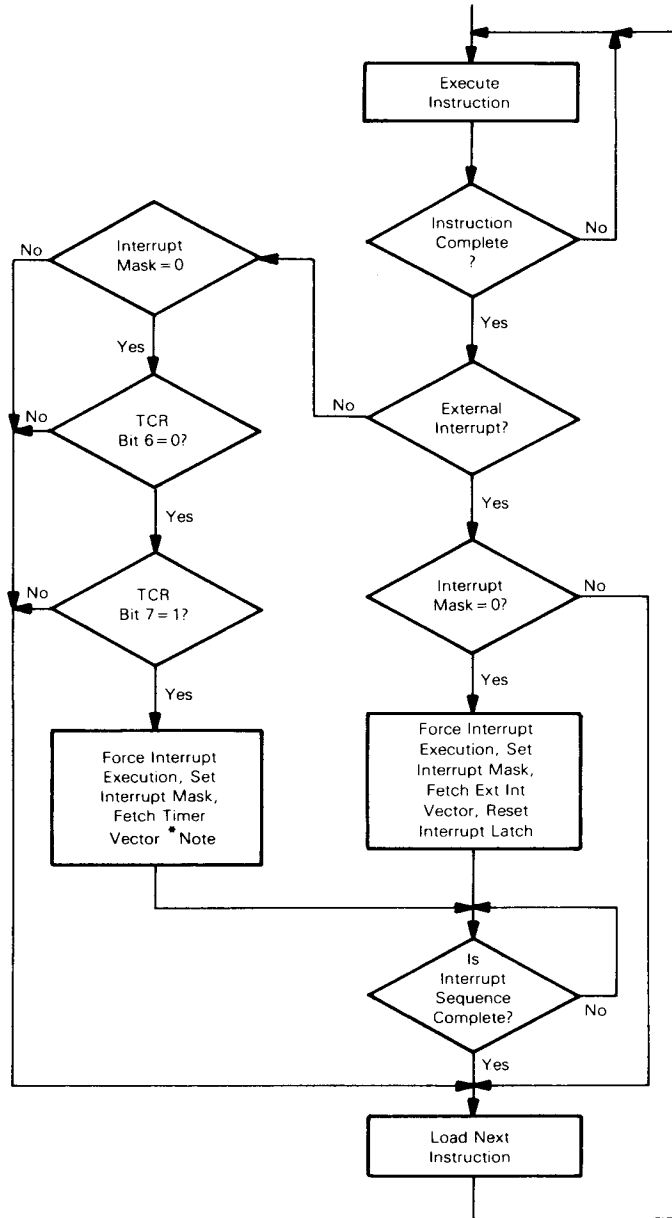 Execute
Instruction
Instruction
Complete
?
No
Yes
External
Interrupt?
No
Yes
Interrupt
Mask = 0
No
Yes
TCR
Bit 6 = 0?
No
Yes
TCR
Bit 7 = 1?
No
Yes
Force Interrupt
Execution, Set
Interrupt Mask,
Fetch Timer
Vector *Note
Interrupt
Mask = 0?
No
Yes
Force Interrupt
Execution, Set
Interrupt Mask,
Fetch Ext Int
Vector, Reset
Interrupt Latch
Is
Interrupt
Sequence
Complete?
No
Yes
Load Next
Instruction